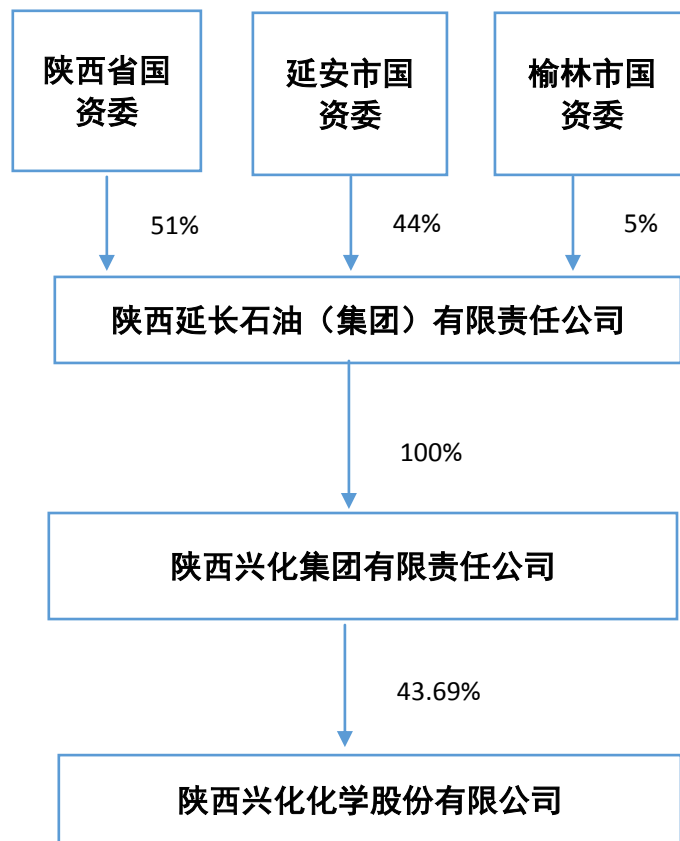 陕西省国
资委
延安市国
资委
榆林市国
资委
51%
44%
5%
陕西延长石油（集团）有限责任公司
100%
陕西兴化集团有限责任公司
43.69%
陕西兴化化学股份有限公司